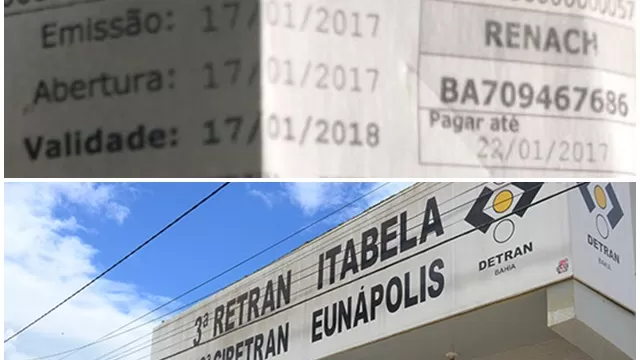 Emissão: 17/01/2017
Abertura: 17/01/2017
Validade: 17/01/2018
RENACH
BA709467686
Pagar até
22/01/2017
3ª RETRAN ITABELA
CIRETRAN EUNÁPOLIS
DETRAN
BAHIA
DETRAN